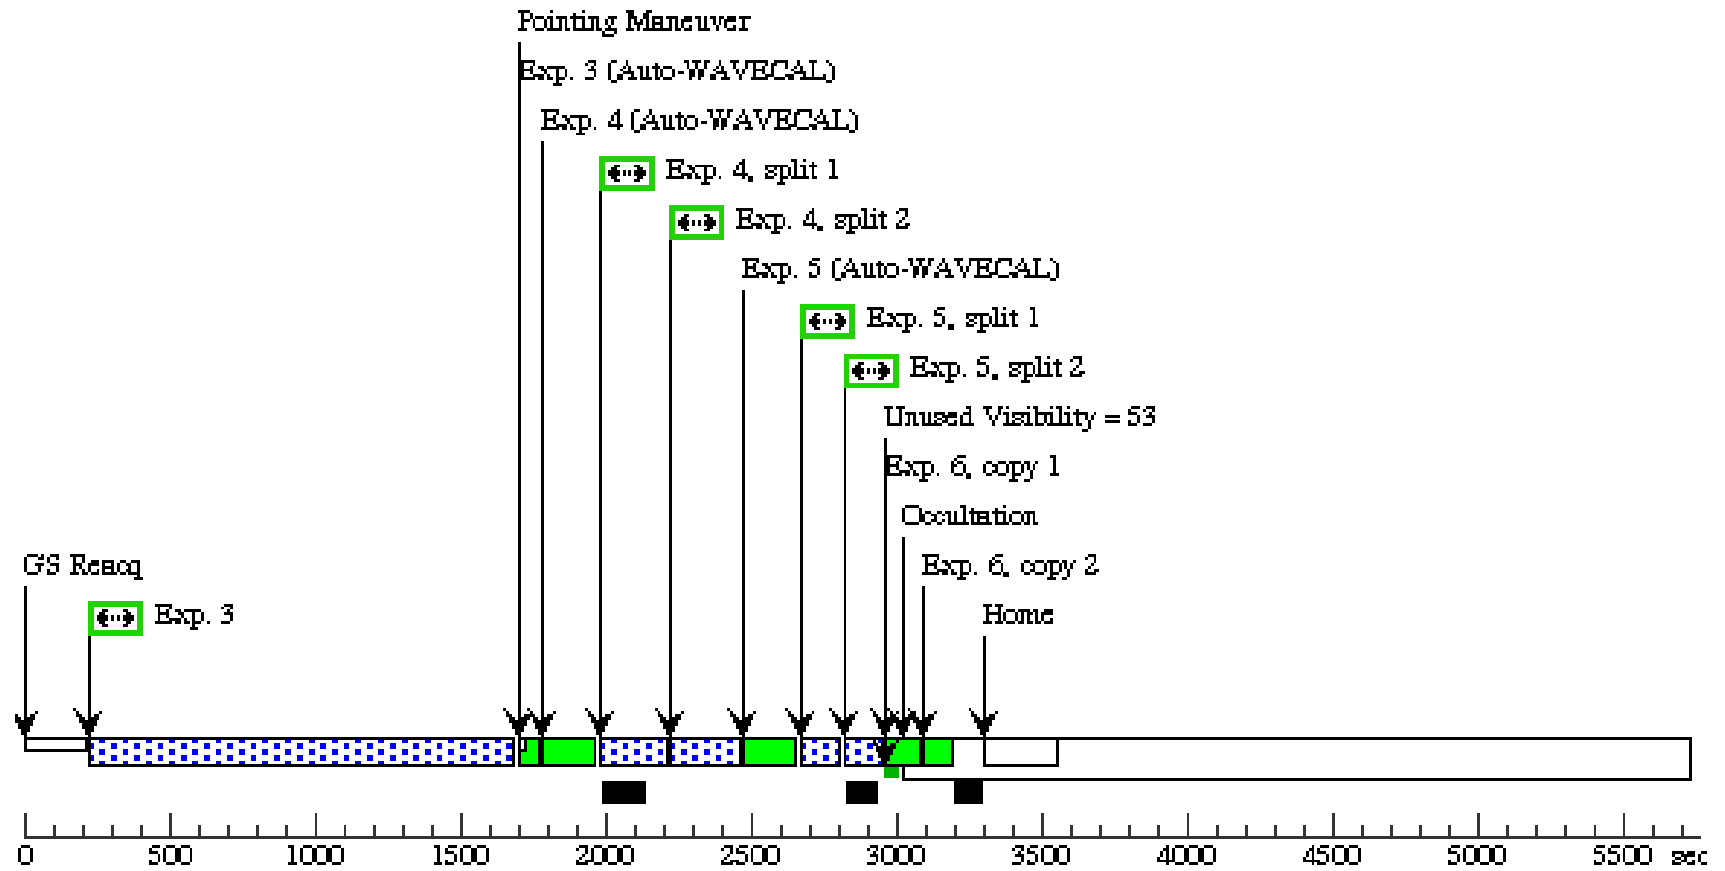 Pointing Maneuver
Exp. 3 (Auto-WAVECAL)
Exp. 4 (Auto-WAVECAL)
Exp. 4, split 1
Exp. 4, split 2
Exp. 5 (Auto-WAVECAL)
Exp. 5, split 1
Exp. 5, split 2
Unused Visibility = 53
Exp. 6, copy 1
Occultation
GS Reacq
Exp. 6, copy 2
Exp. 3
Home
0 500 1000 1500 2000 2500 3000 3500 4000 4500 5000 5500 sec